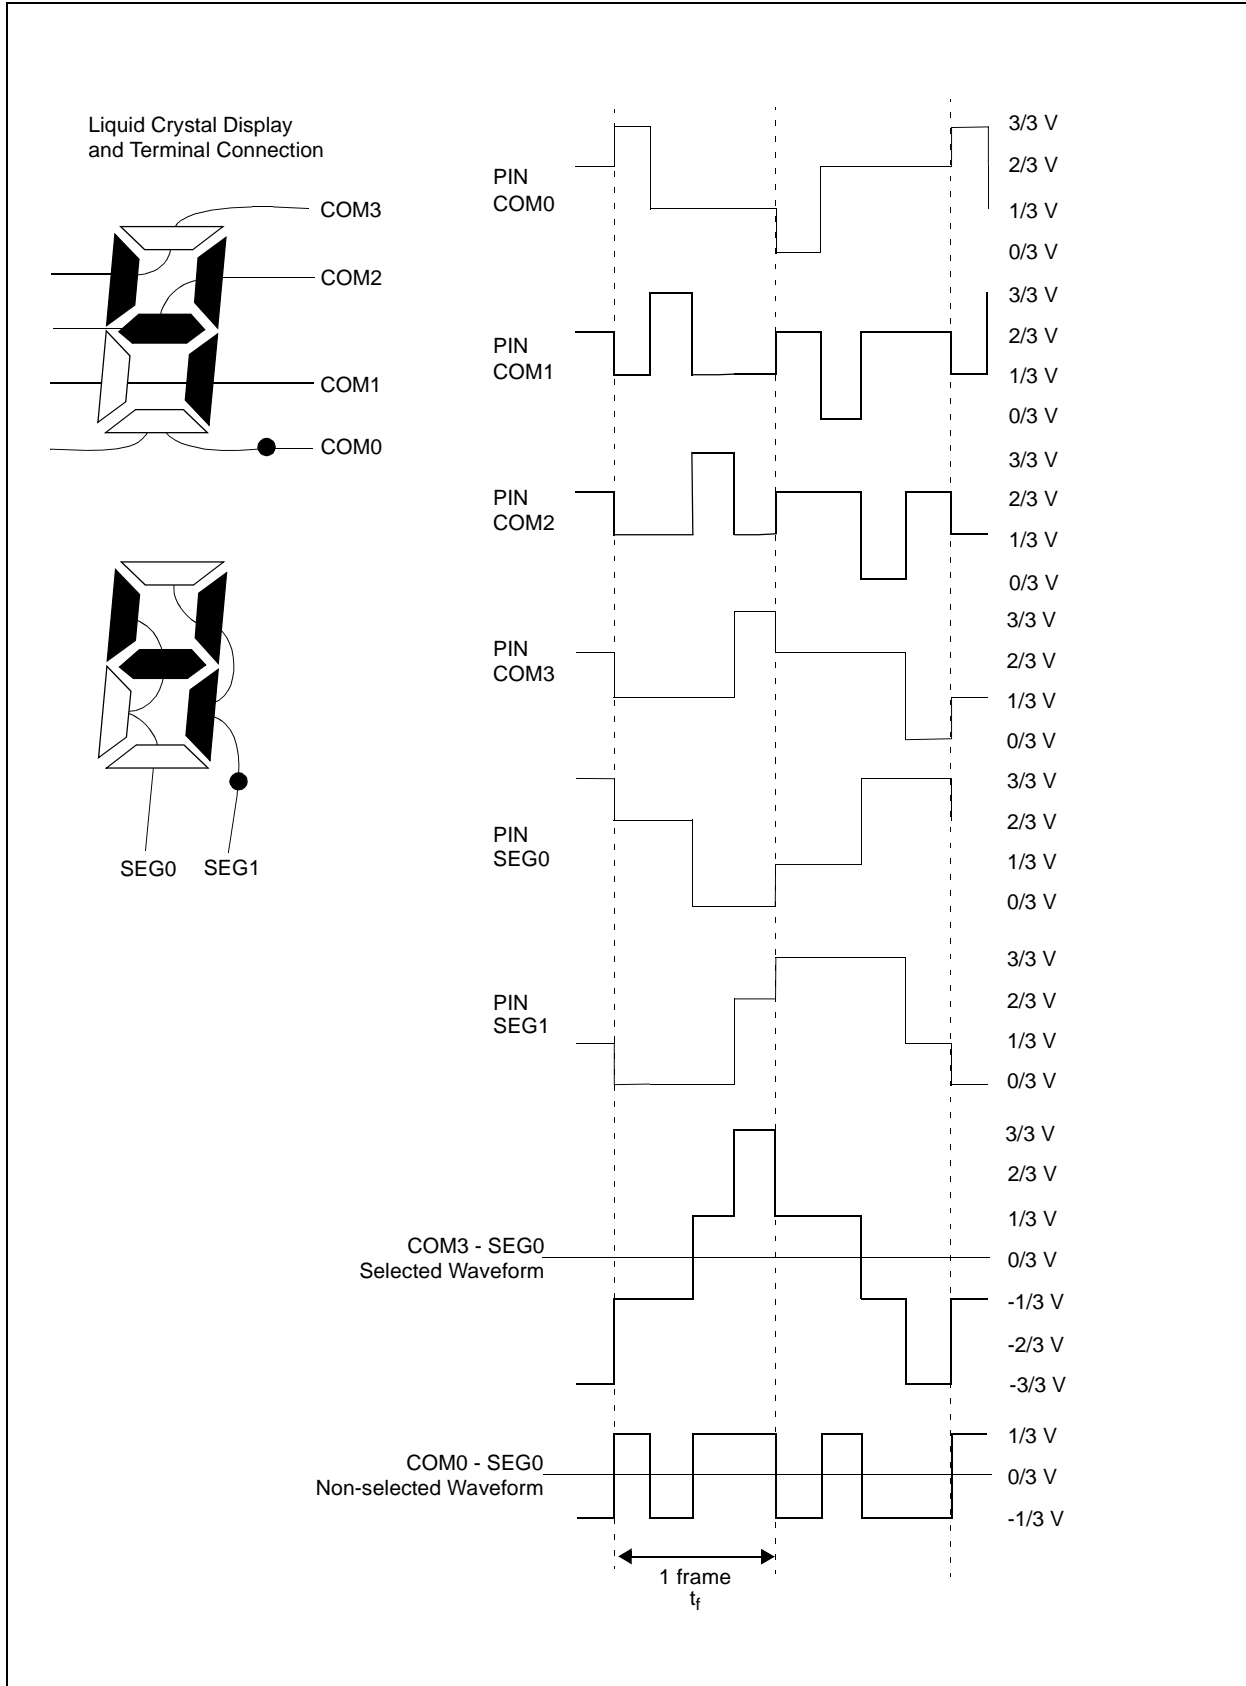 Liquid Crystal Display
and Terminal Connection
COM3
COM2
COM1
COM0
SEG0
SEG1
PIN
COM0
3/3 V
2/3 V
1/3 V
0/3 V
PIN
COM1
3/3 V
2/3 V
1/3 V
0/3 V
PIN
COM2
3/3 V
2/3 V
1/3 V
0/3 V
PIN
COM3
3/3 V
2/3 V
1/3 V
0/3 V
PIN
SEG0
3/3 V
2/3 V
1/3 V
0/3 V
PIN
SEG1
3/3 V
2/3 V
1/3 V
0/3 V
COM3 - SEG0
Selected Waveform
3/3 V
2/3 V
1/3 V
0/3 V
-1/3 V
-2/3 V
-3/3 V
COM0 - SEG0
Non-selected Waveform
1/3 V
0/3 V
-1/3 V
1 frame
tf